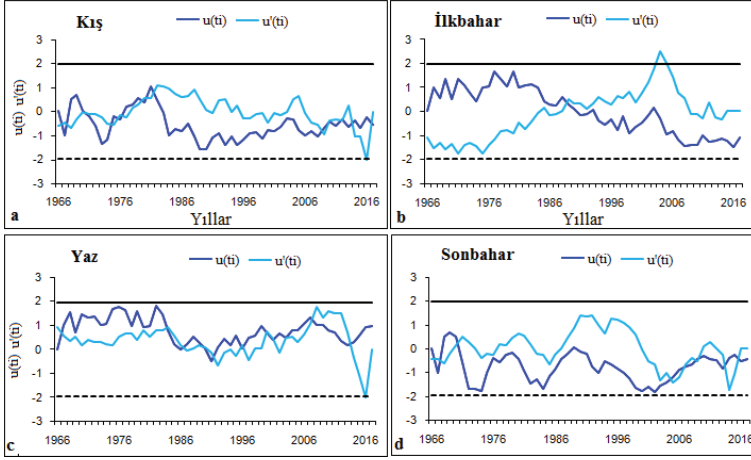 Kış
u(ti) u'(ti)
u(ti) u'(ti)
3
2
1
0
-1
-2
-3
1966 1976 1986 1996 2006 2016
a
Yıllar
İlkbahar
u(ti) u'(ti)
3
2
1
0
-1
-2
-3
1966 1976 1986 1996 2006 2016
b
Yıllar
Yaz
u(ti) u'(ti)
u(ti) u'(ti)
3
2
1
0
-1
-2
-3
1966 1976 1986 1996 2006 2016
c
Sonbahar
u(ti) u'(ti)
3
2
1
0
-1
-2
-3
1966 1976 1986 1996 2006 2016
d